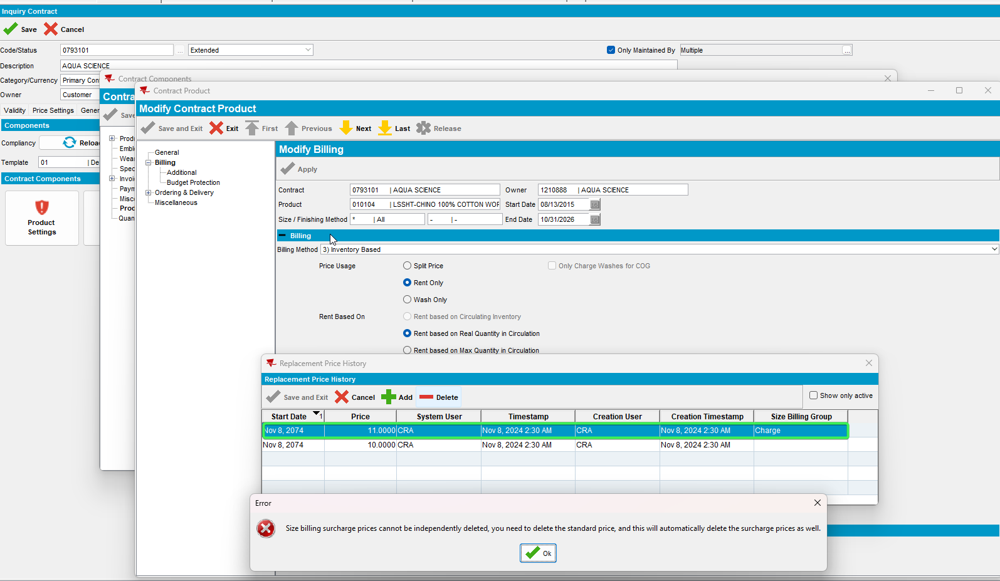 Inquiry Contract
Save Cancel
Code/Status 0793101 ... Extended Only Maintained By Multiple ...
Description AQUA SCIENCE
Category/Currency Primary Con
Owner Customer
Validity Price Settings Gener
Components
Compliancy Reloa
Template 01 | De
Contract Components
Product
Settings
Contract Components
Contra
Save
Produ
Emble
Wear
Spec
Invoi
Paym
Misc
Prod
Quan
Contract Product
Modify Contract Product
Save and Exit Exit First Previous Next Last Release
General
Billing
Additional
Budget Protection
Ordering & Delivery
Miscellaneous
Modify Billing
Apply
Contract 0793101 | AQUA SCIENCE Owner 1210888 | AQUA SCIENCE
Product 010104 | LSSHT-CHINO 100% COTTON WOR Start Date 08/13/2015 16
Size / Finishing Method * | All - | - End Date 10/31/2026 16
Billing
Billing Method 3) Inventory Based
Price Usage Split Price Only Charge Washes for COG
Rent Only
Wash Only
Rent Based On Rent based on Circulating Inventory
Rent based on Real Quantity in Circulation
Rent based on Max Quantity in Circulation
Replacement Price History
Replacement Price History
Save and Exit Cancel Add Delete Show only active
Start Date 1 Price System User Timestamp Creation User Creation Timestamp Size Billing Group
Nov 8, 2074 11.0000 CRA Nov 8, 2024 2:30 AM CRA Nov 8, 2024 2:30 AM Charge
Nov 8, 2074 10.0000 CRA Nov 8, 2024 2:30 AM CRA Nov 8, 2024 2:30 AM
Error
Size billing surcharge prices cannot be independently deleted, you need to delete the standard price, and this will automatically delete the surcharge prices as well.
Ok